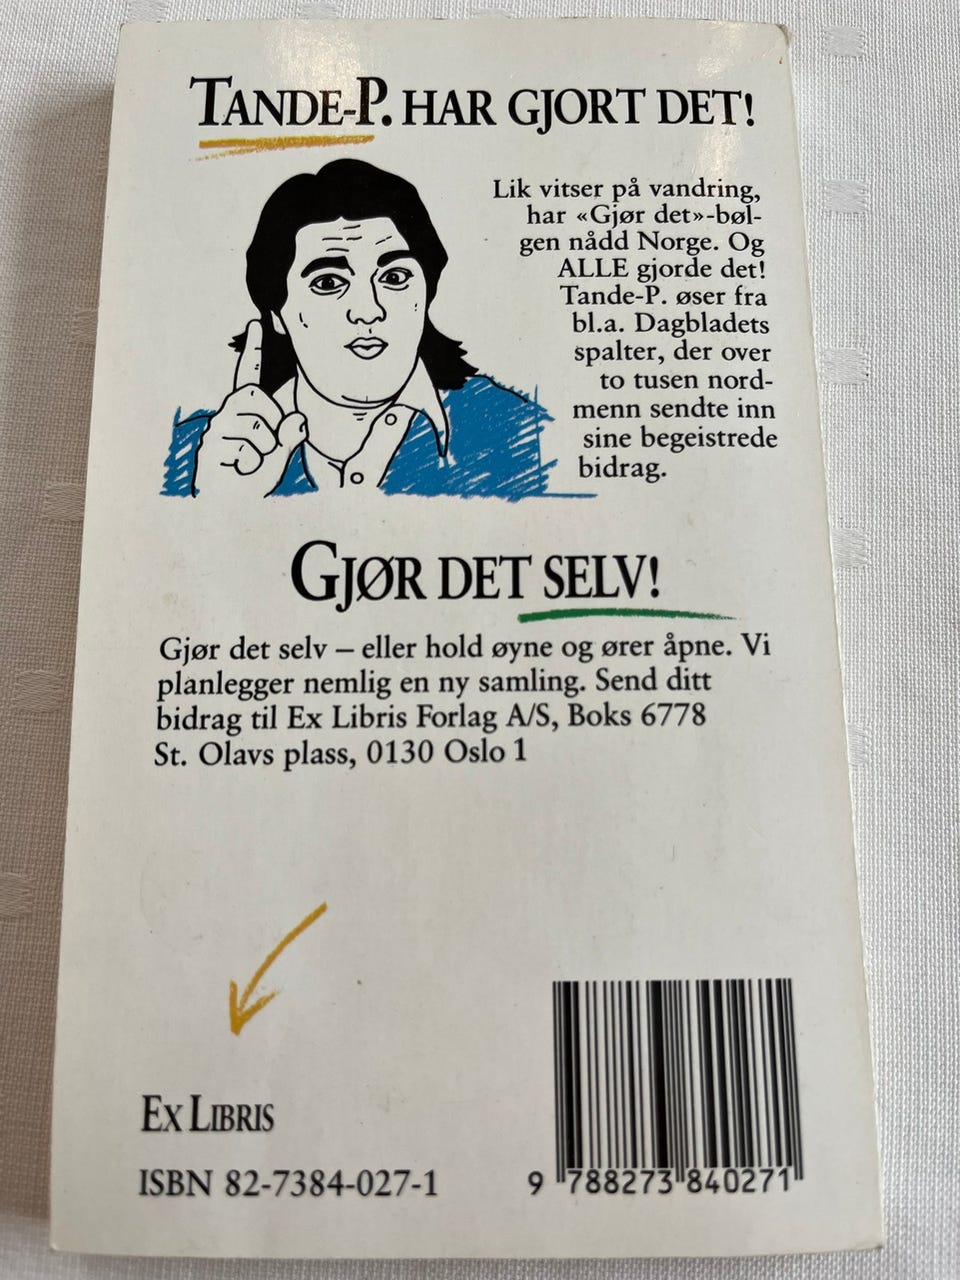 TANDE-P. HAR GJORT DET!
Lik vitser på vandring,
har «Gjør det»-bøl-
gen nådd Norge. Og
ALLE gjorde det!
Tande-P. øser fra
bl.a. Dagbladets
spalter, der over
to tusen nord-
menn sendte inn
sine begeistrede
bidrag.
GJØR DET SELV!
Gjør det selv – eller hold øyne og ører åpne. Vi
planlegger nemlig en ny samling. Send ditt
bidrag til Ex Libris Forlag A/S, Boks 6778
St. Olavs plass, 0130 Oslo 1
EX LIBRIS
ISBN 82-7384-027-1
9 788273 840271